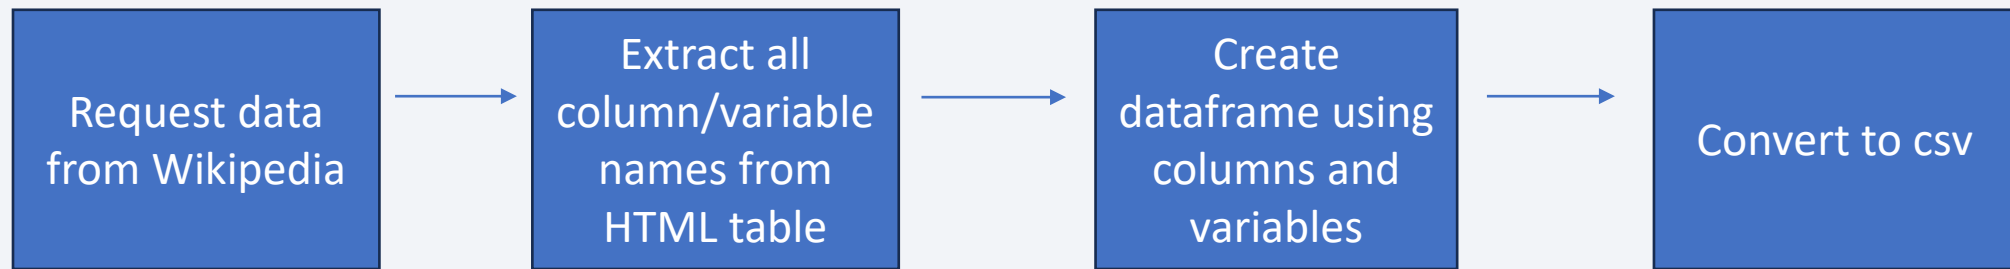 Request data
from Wikipedia
Extract all
column/variable
names from
HTML table
Create
dataframe using
columns and
variables
Convert to csv